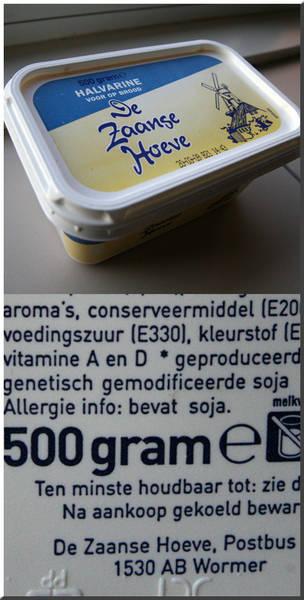 500 gram e
HALVARINE
VOOR OP BROOD
De
Zaanse
Hoeve
aroma's, conserveermiddel (E20
voedingszuur (E330), kleurstof (E
vitamine A en D * geproduceerd
genetisch gemodificeerde soja
Allergie info: bevat soja.
melkv
500 gram e
Ten minste houdbaar tot: zie d
Na aankoop gekoeld bewar
De Zaanse Hoeve, Postbus
1530 AB Wormer